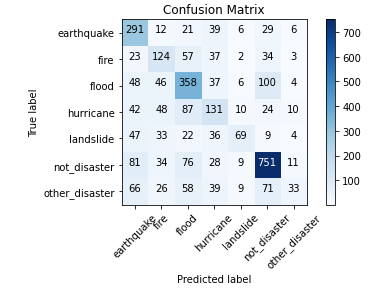 Confusion Matrix
earthquake 291 12 21 39 6 29 6
fire 23 124 57 37 2 34 3
flood 48 46 358 37 6 100 4
hurricane 42 48 87 131 10 24 10
landslide 47 33 22 36 69 9 4
not_disaster 81 34 76 28 9 751 11
other_disaster 66 26 58 39 9 71 33
earthquake fire flood hurricane landslide not_disaster other_disaster
Predicted label
True label
700
600
500
400
300
200
100